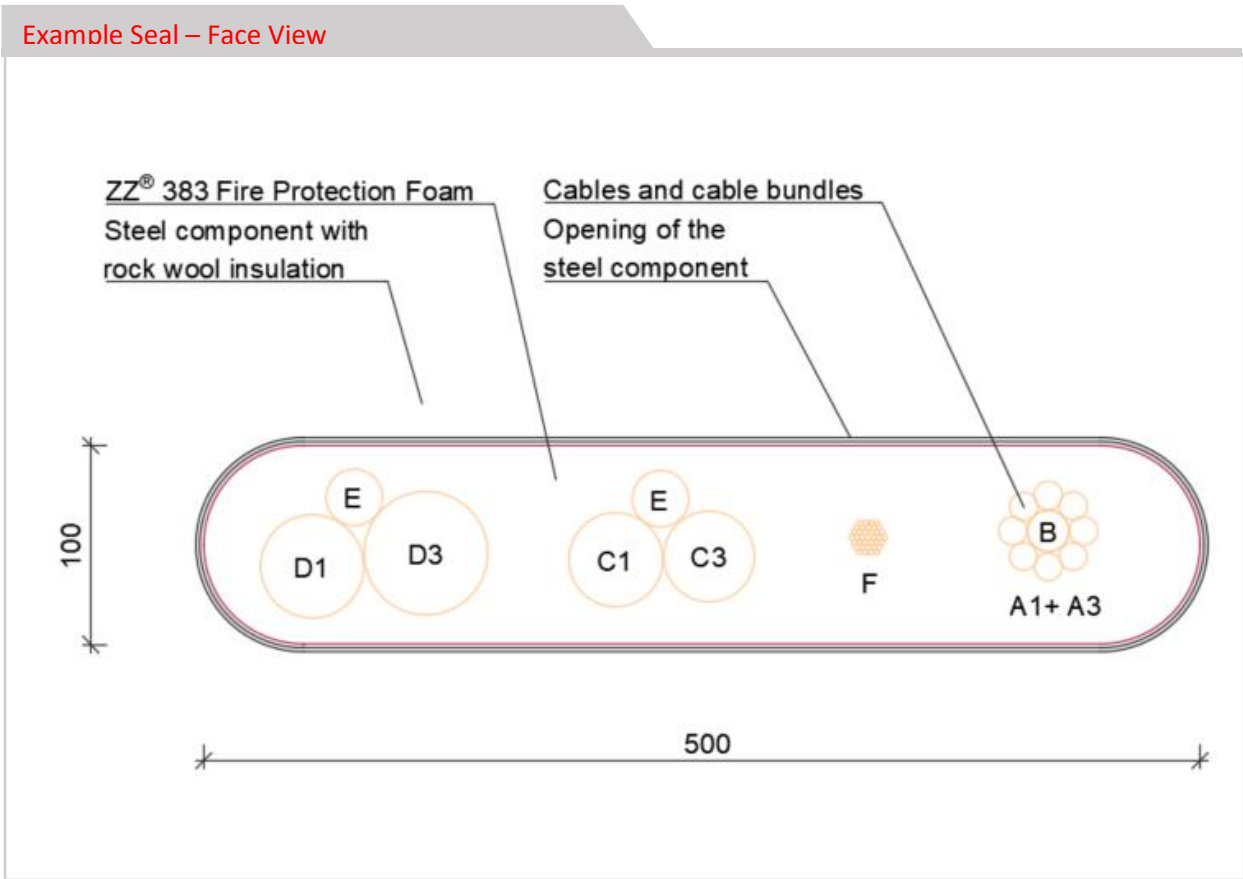 Example Seal – Face View
ZZ® 383 Fire Protection Foam
Steel component with
rock wool insulation
Cables and cable bundles
Opening of the
steel component
100
E
D1
D3
E
C1
C3
F
B
A1+ A3
500